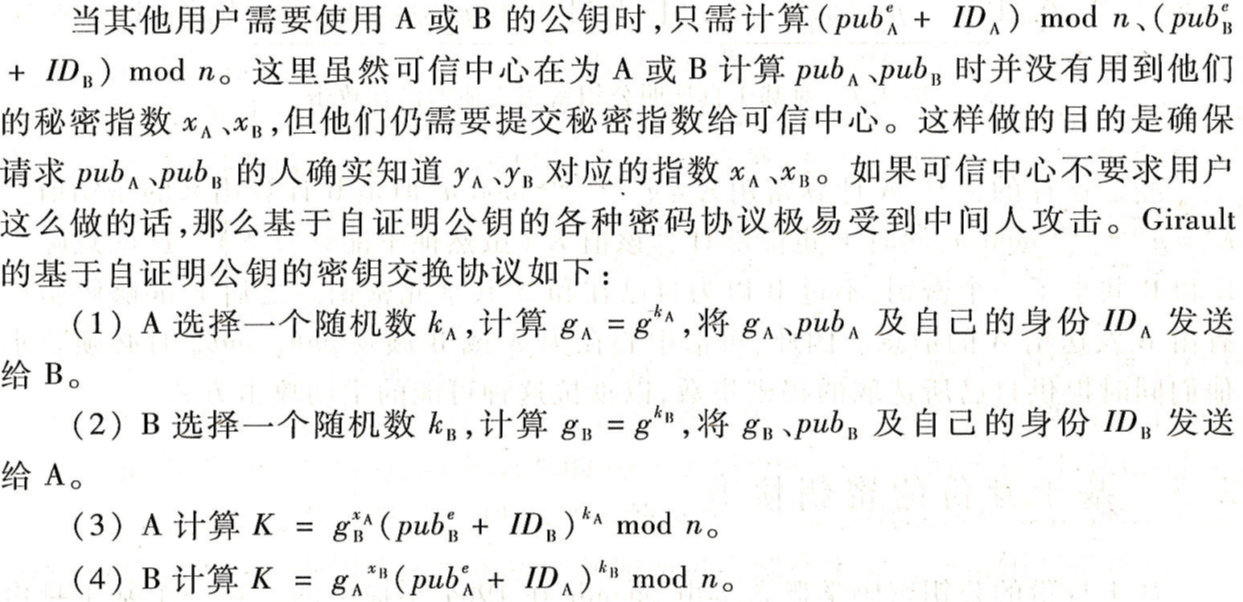 当其他用户需要使用 A 或 B 的公钥时,只需计算(pub_A^e + ID_A) mod n、(pub_B^e
+ ID_B) mod n。这里虽然可信中心在为 A 或 B 计算 pub_A、pub_B 时并没有用到他们
的秘密指数 x_A、x_B,但他们仍需要提交秘密指数给可信中心。这样做的目的是确保
请求 pub_A、pub_B 的人确实知道 y_A、y_B 对应的指数 x_A、x_B。如果可信中心不要求用户
这么做的话,那么基于自证明公钥的各种密码协议极易受到中间人攻击。Girault
的基于自证明公钥的密钥交换协议如下:
(1) A 选择一个随机数 k_A,计算 g_A = g^{k_A},将 g_A、pub_A 及自己的身份 ID_A 发送
给 B。
(2) B 选择一个随机数 k_B,计算 g_B = g^{k_B},将 g_B、pub_B 及自己的身份 ID_B 发送
给 A。
(3) A 计算 K = g_B^{x_A}(pub_B^e + ID_B)^{k_A} mod n。
(4) B 计算 K = g_A^{x_B}(pub_A^e + ID_A)^{k_B} mod n。